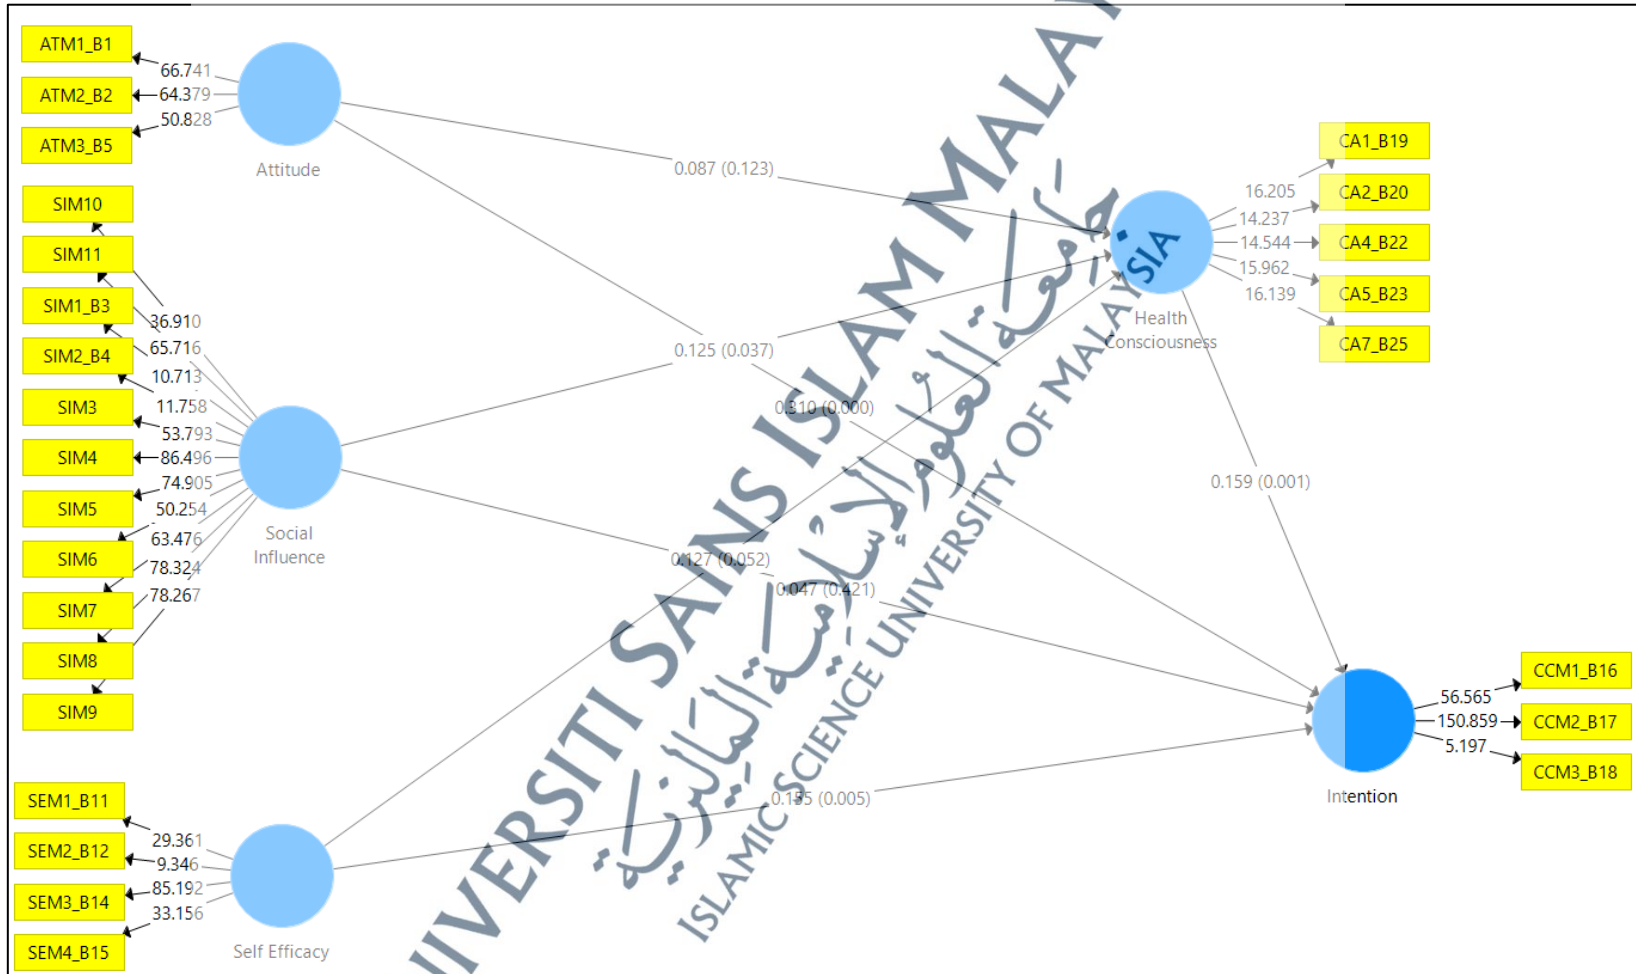 ATM1_B1
ATM2_B2
ATM3_B5
66.741
64.379
50.828
Attitude
SIM10
SIM11
SIM1_B3
SIM2_B4
SIM3
SIM4
SIM5
SIM6
SIM7
SIM8
SIM9
36.910
65.716
10.713
11.758
53.793
86.496
74.905
50.254
63.476
78.324
78.267
Social
Influence
SEM1_B11
SEM2_B12
SEM3_B14
SEM4_B15
29.361
9.346
85.192
33.156
Self Efficacy
0.087 (0.123)
0.125 (0.037)
0.310 (0.000)
0.127 (0.052)
0.047 (0.421)
0.155 (0.005)
0.159 (0.001)
Health
Consciousness
16.205
14.237
14.544
15.962
16.139
CA1_B19
CA2_B20
CA4_B22
CA5_B23
CA7_B25
Intention
56.565
150.859
5.197
CCM1_B16
CCM2_B17
CCM3_B18
SAINS ISLAM
جامعة العلوم الإسلامية الماليزية
ISLAMIC SCIENCE UNIVERSITY OF MALAYSIA